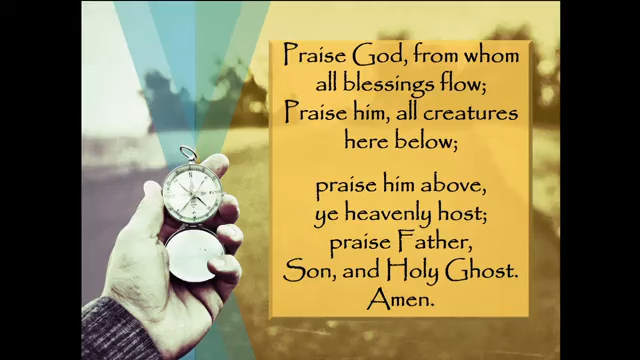 Praise God, from whom
all blessings flow;
Praise him, all creatures
here below;
praise him above,
ye heavenly host;
praise Father,
Son, and Holy Ghost.
Amen.